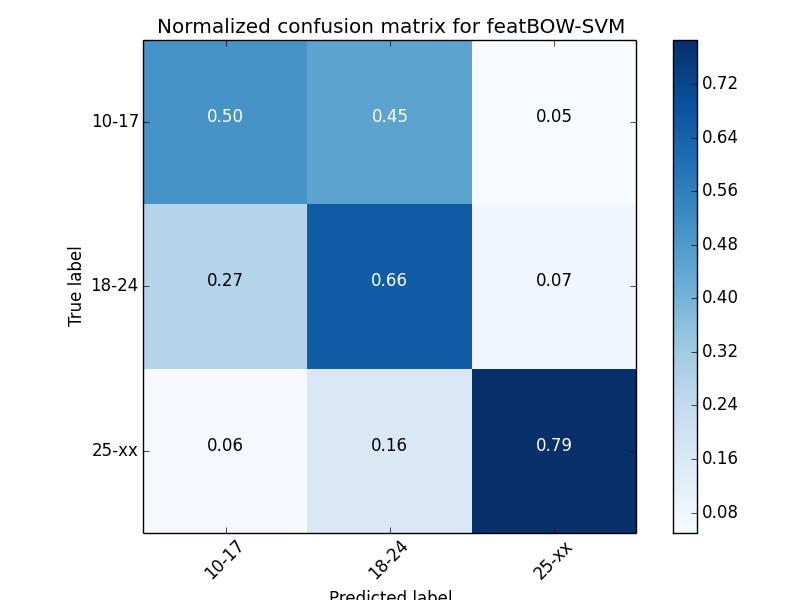 Normalized confusion matrix for featBOW-SVM
10-17 0.50 0.45 0.05
18-24 0.27 0.66 0.07
25-xx 0.06 0.16 0.79
True label
10-17 18-24 25-xx
Predicted label
0.72
0.64
0.56
0.48
0.40
0.32
0.24
0.16
0.08